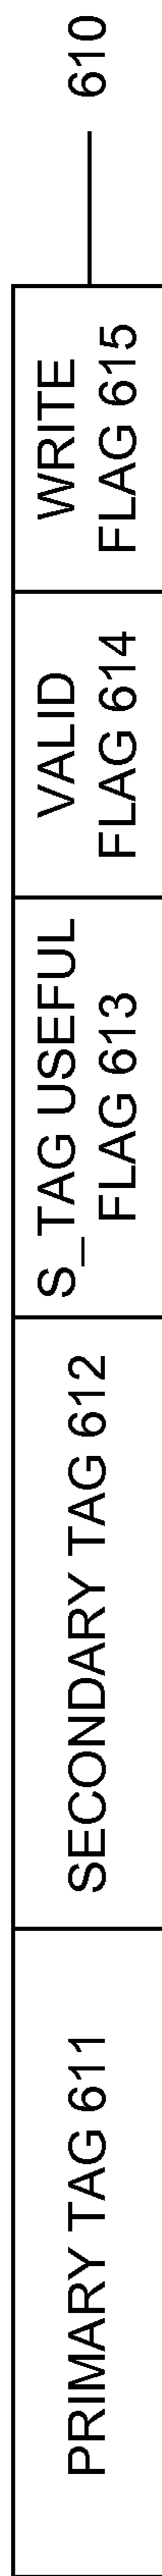 PRIMARY TAG 611
SECONDARY TAG 612
S_TAG USEFUL
FLAG 613
VALID
FLAG 614
WRITE
FLAG 615
610